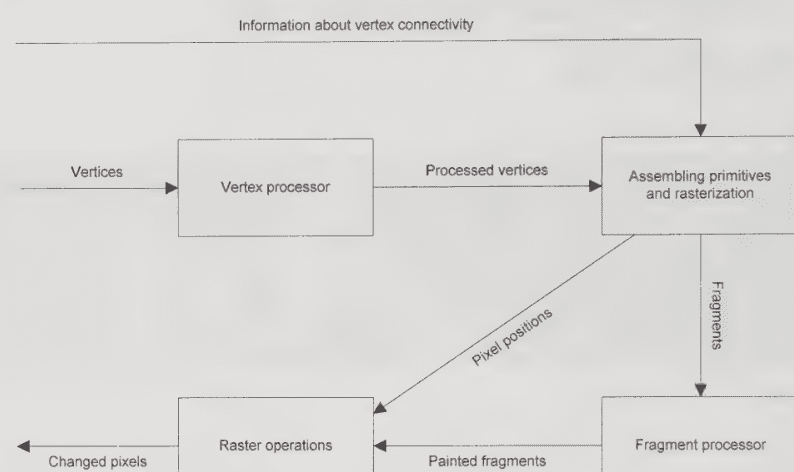 Information about vertex connectivity
Vertices
Vertex processor
Processed vertices
Assembling primitives
and rasterization
Pixel positions
Fragments
Changed pixels
Raster operations
Painted fragments
Fragment processor